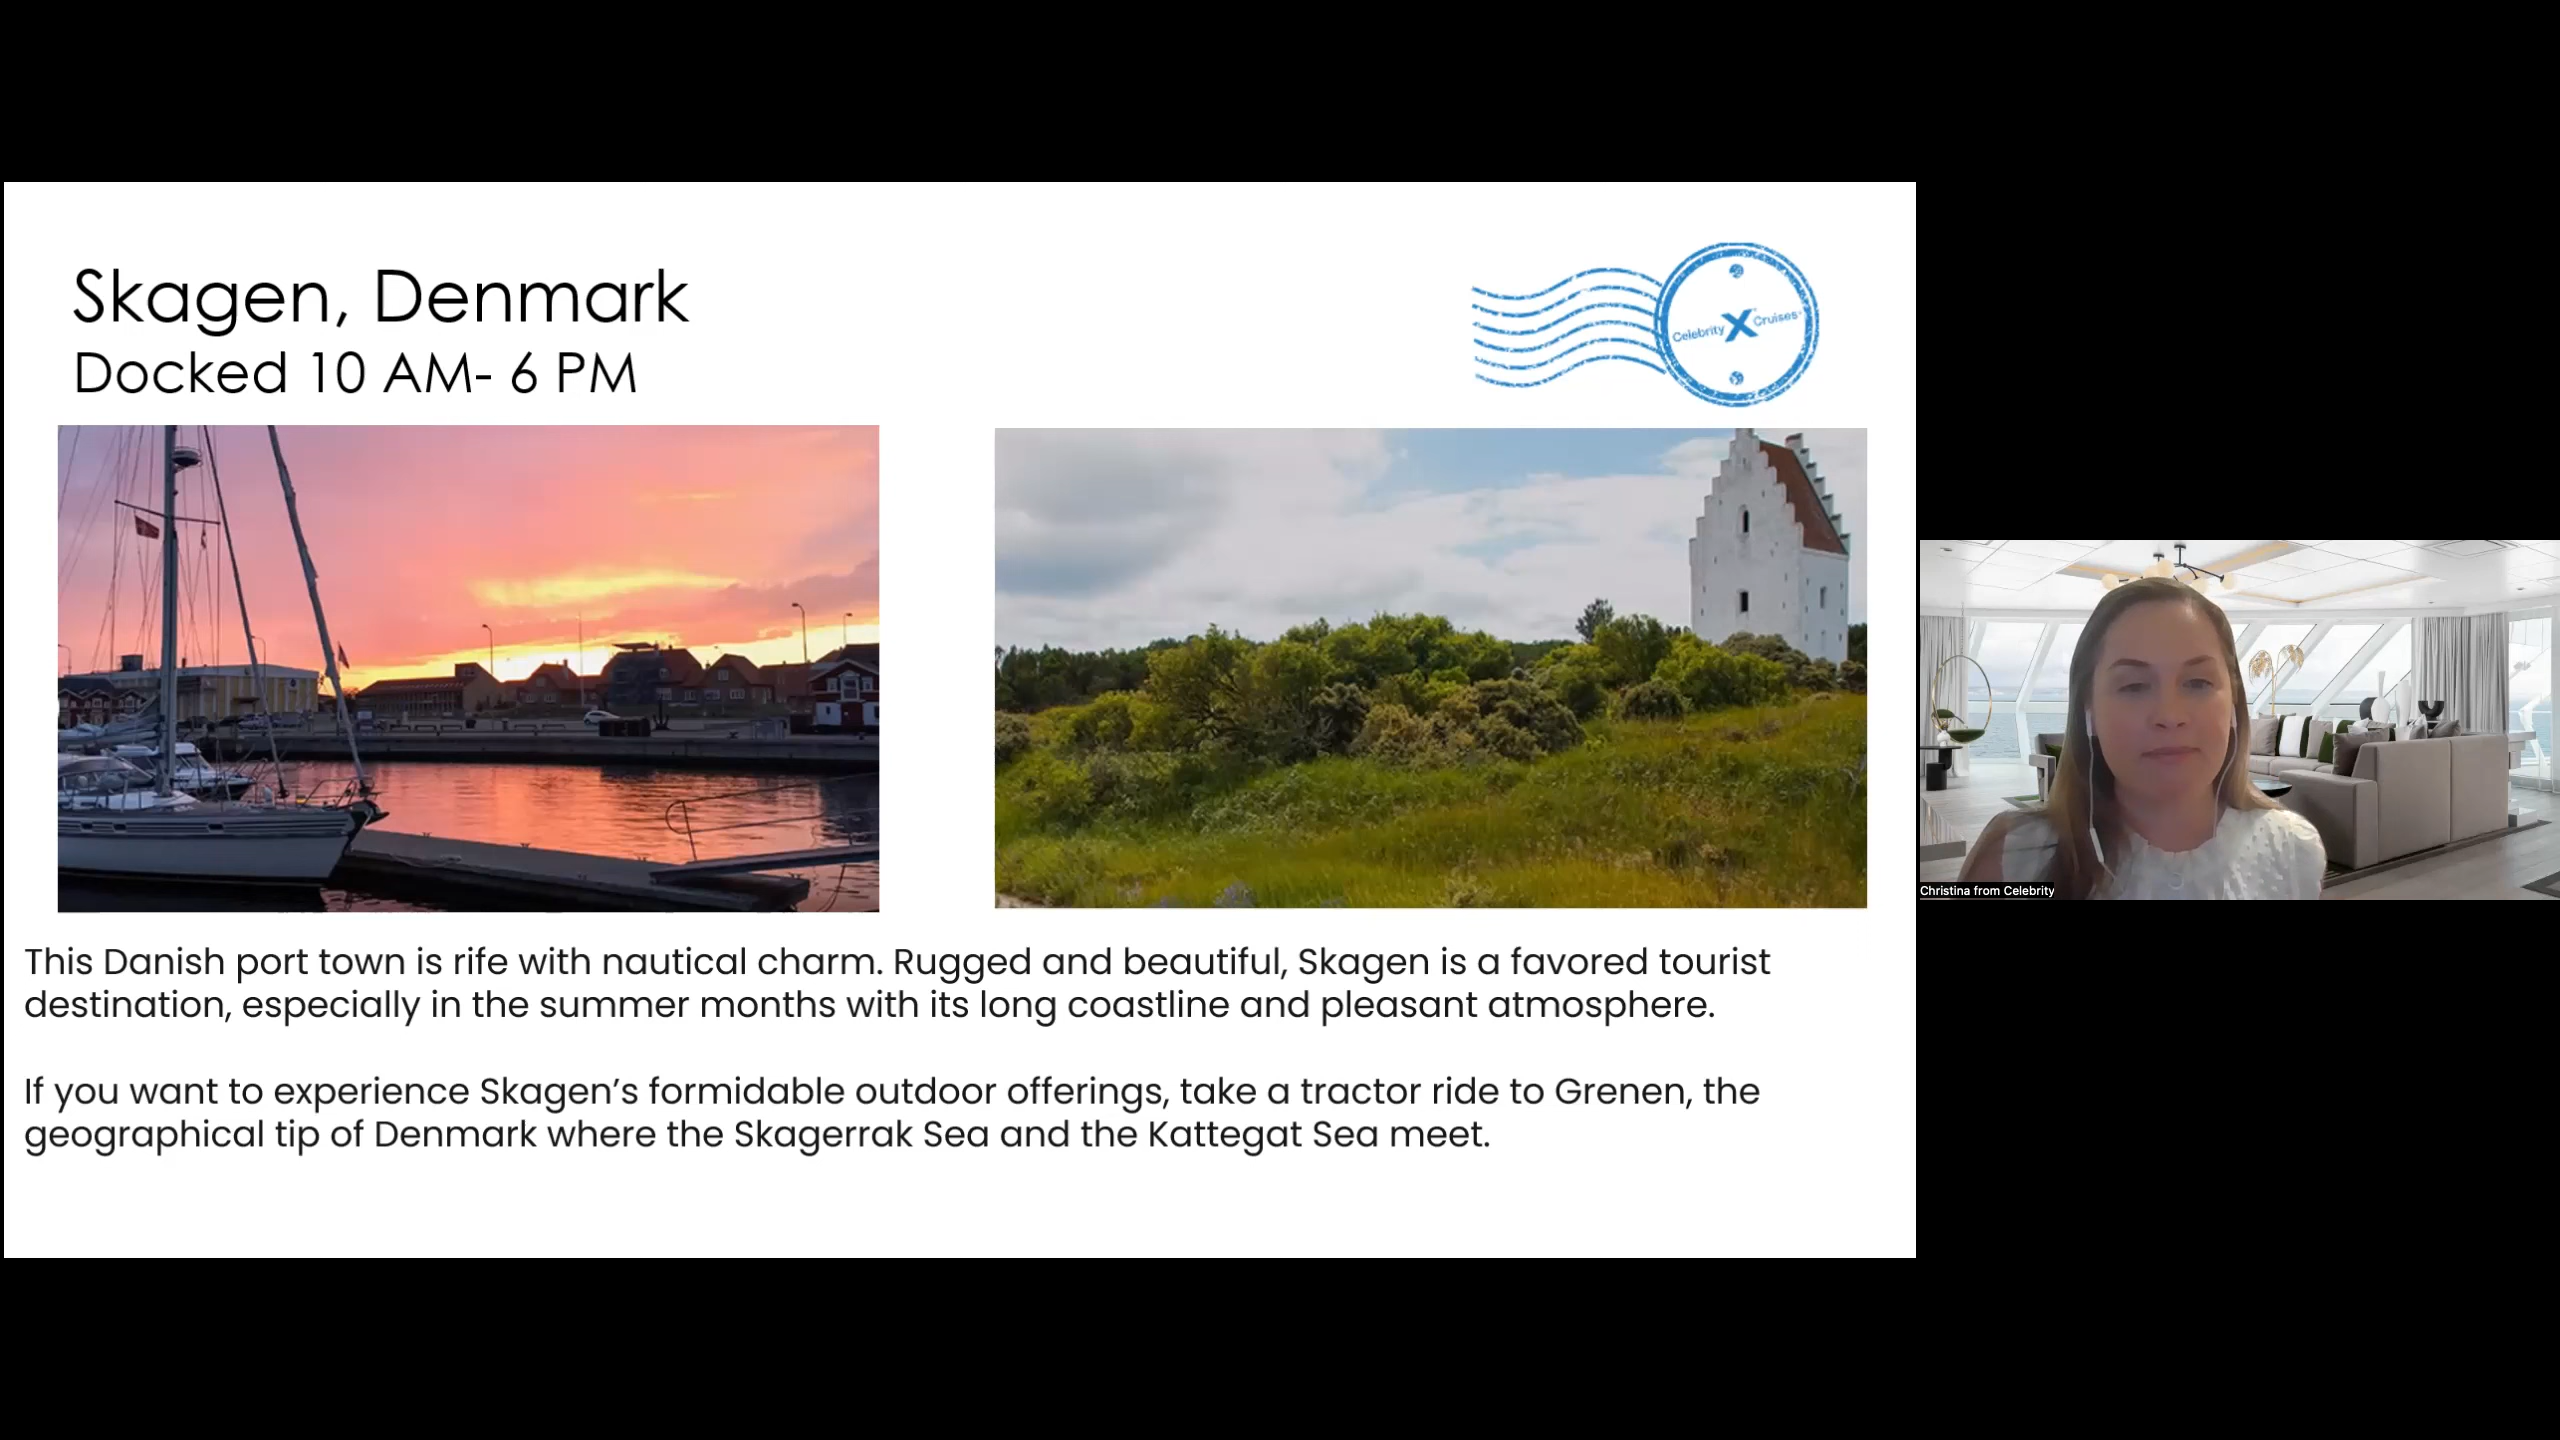 Skagen, Denmark
Docked 10 AM- 6 PM
Celebrity X Cruises
This Danish port town is rife with nautical charm. Rugged and beautiful, Skagen is a favored tourist
destination, especially in the summer months with its long coastline and pleasant atmosphere.
If you want to experience Skagen’s formidable outdoor offerings, take a tractor ride to Grenen, the
geographical tip of Denmark where the Skagerrak Sea and the Kattegat Sea meet.
Christina from Celebrity